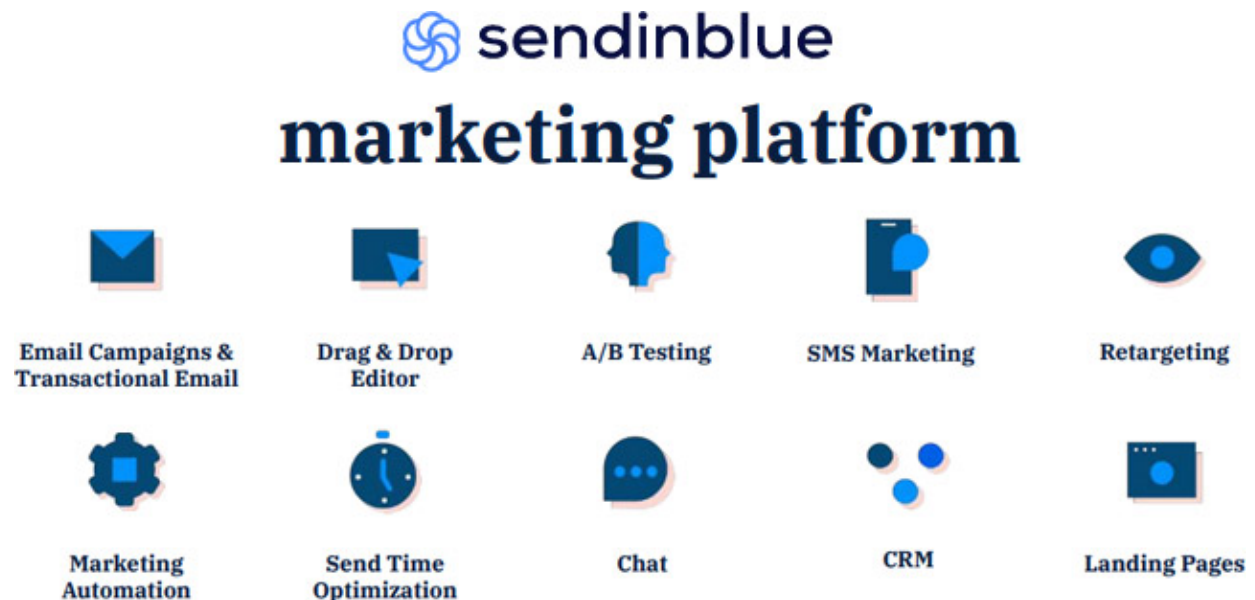 sendinblue
marketing platform
Email Campaigns &
Transactional Email
Drag & Drop
Editor
A/B Testing
SMS Marketing
Retargeting
Marketing
Automation
Send Time
Optimization
Chat
CRM
Landing Pages